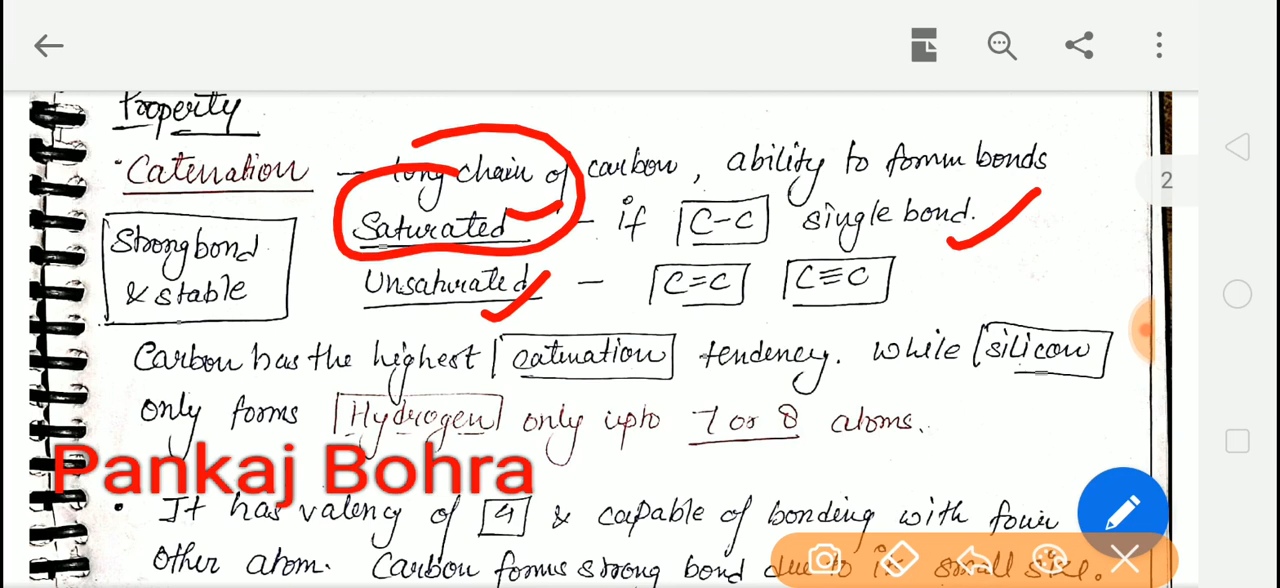 Property
• Catenation — long chain of carbon, ability to form bonds
Saturated - if C-C single bond.
Strong bond & stable
Unsaturated - C=C C≡C
Carbon has the highest catenation tendency. While silicon
only forms Hydrogen only upto 7 or 8 atoms.
Pankaj Bohra
• It has valency of 4 & capable of bonding with four
other atom. Carbon forms strong bond due to its small size.
2